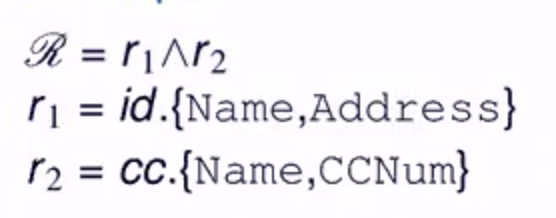 ℛ = r₁∧r₂
r₁ = id.{Name,Address}
r₂ = cc.{Name,CCNum}